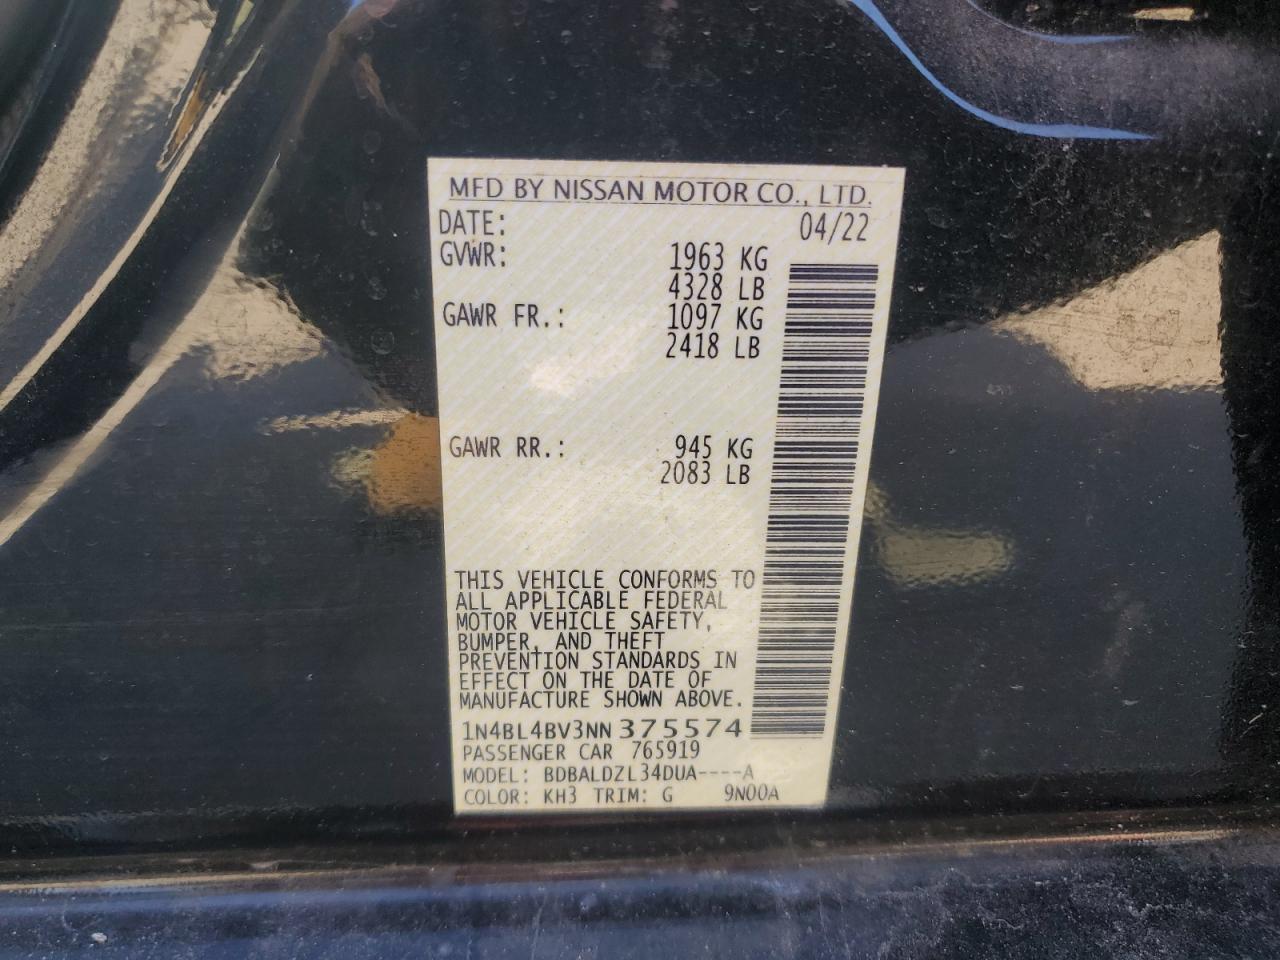 MFD BY NISSAN MOTOR CO., LTD.
DATE: 04/22
GVWR: 1963 KG
4328 LB
GAWR FR.: 1097 KG
2418 LB
GAWR RR.: 945 KG
2083 LB
THIS VEHICLE CONFORMS TO
ALL APPLICABLE FEDERAL
MOTOR VEHICLE SAFETY,
BUMPER, AND THEFT
PREVENTION STANDARDS IN
EFFECT ON THE DATE OF
MANUFACTURE SHOWN ABOVE.
1N4BL4BV3NN375574
PASSENGER CAR 765919
MODEL: BDBALDZL34DUA----A
COLOR: KH3 TRIM: G 9N00A